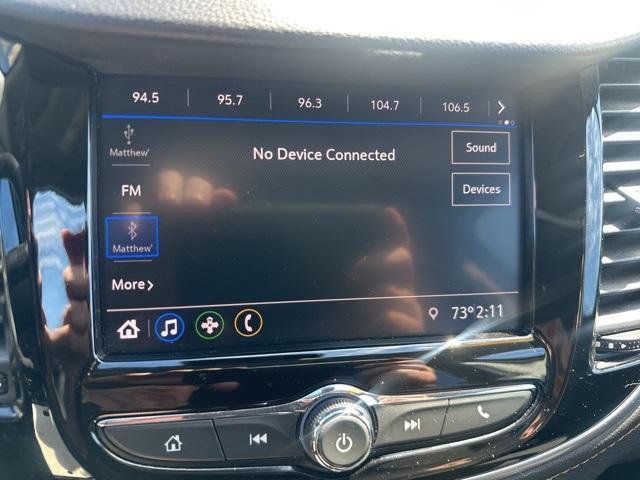 94.5 95.7 96.3 104.7 106.5
Matthew'
No Device Connected
Sound
FM
Devices
Matthew'
More
73° 2:11